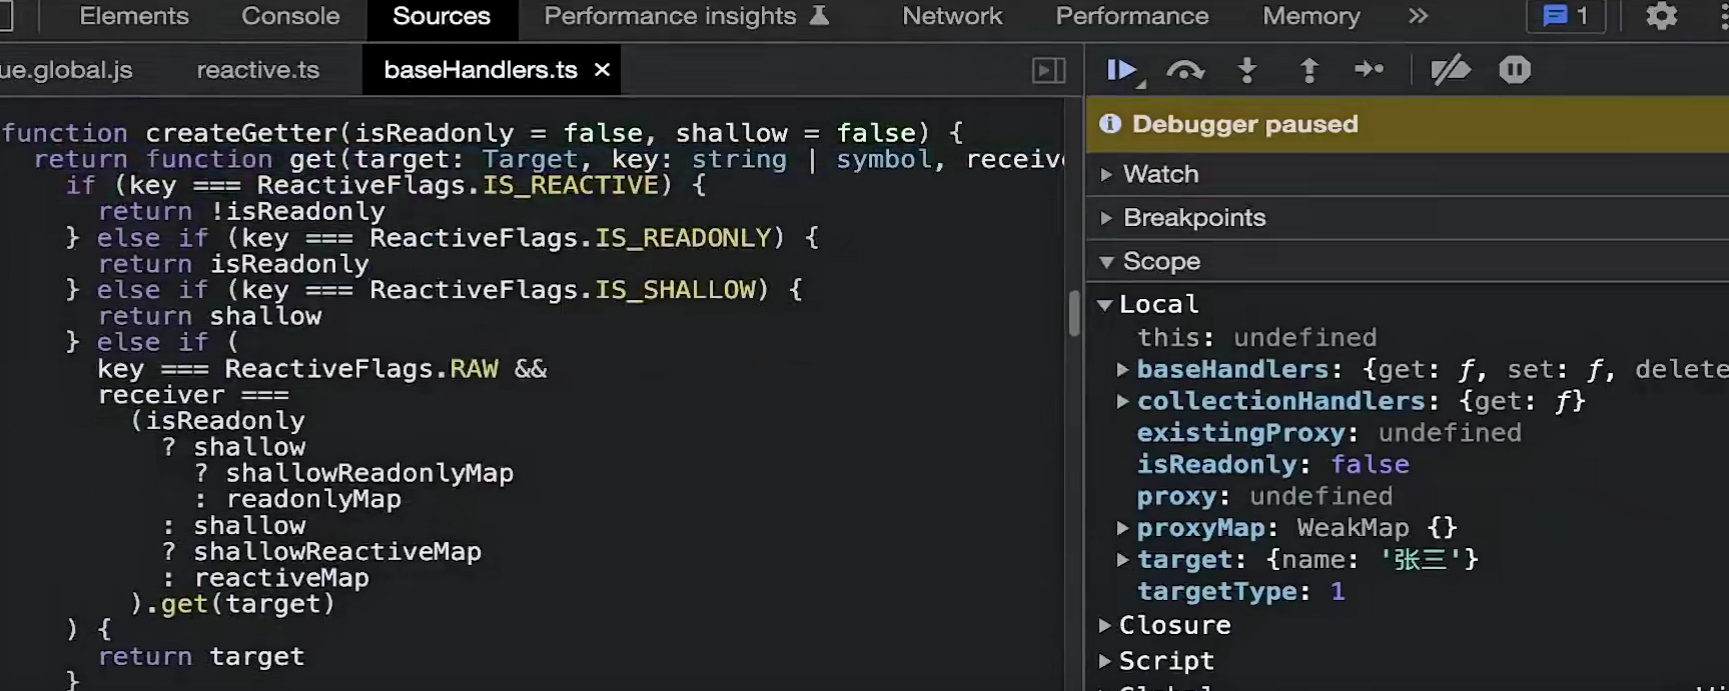 Elements Console Sources Performance insights Network Performance Memory >> 1
ue.global.js reactive.ts baseHandlers.ts ×
function createGetter(isReadonly = false, shallow = false) {
return function get(target: Target, key: string | symbol, receive
if (key === ReactiveFlags.IS_REACTIVE) {
return !isReadonly
} else if (key === ReactiveFlags.IS_READONLY) {
return isReadonly
} else if (key === ReactiveFlags.IS_SHALLOW) {
return shallow
} else if (
key === ReactiveFlags.RAW &&
receiver ===
(isReadonly
? shallow
? shallowReadonlyMap
: readonlyMap
: shallow
? shallowReactiveMap
: reactiveMap
).get(target)
) {
return target
}
Debugger paused
Watch
Breakpoints
Scope
Local
this: undefined
baseHandlers: {get: ƒ, set: ƒ, delete
collectionHandlers: {get: ƒ}
existingProxy: undefined
isReadonly: false
proxy: undefined
proxyMap: WeakMap {}
target: {name: '张三'}
targetType: 1
Closure
Script